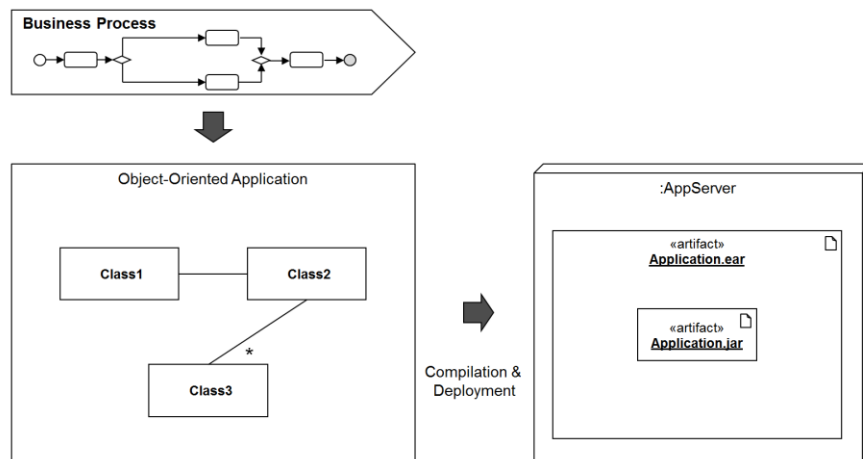 Business Process
Object-Oriented Application
Class1
Class2
*
Class3
Compilation &
Deployment
:AppServer
«artifact»
Application.ear
«artifact»
Application.jar